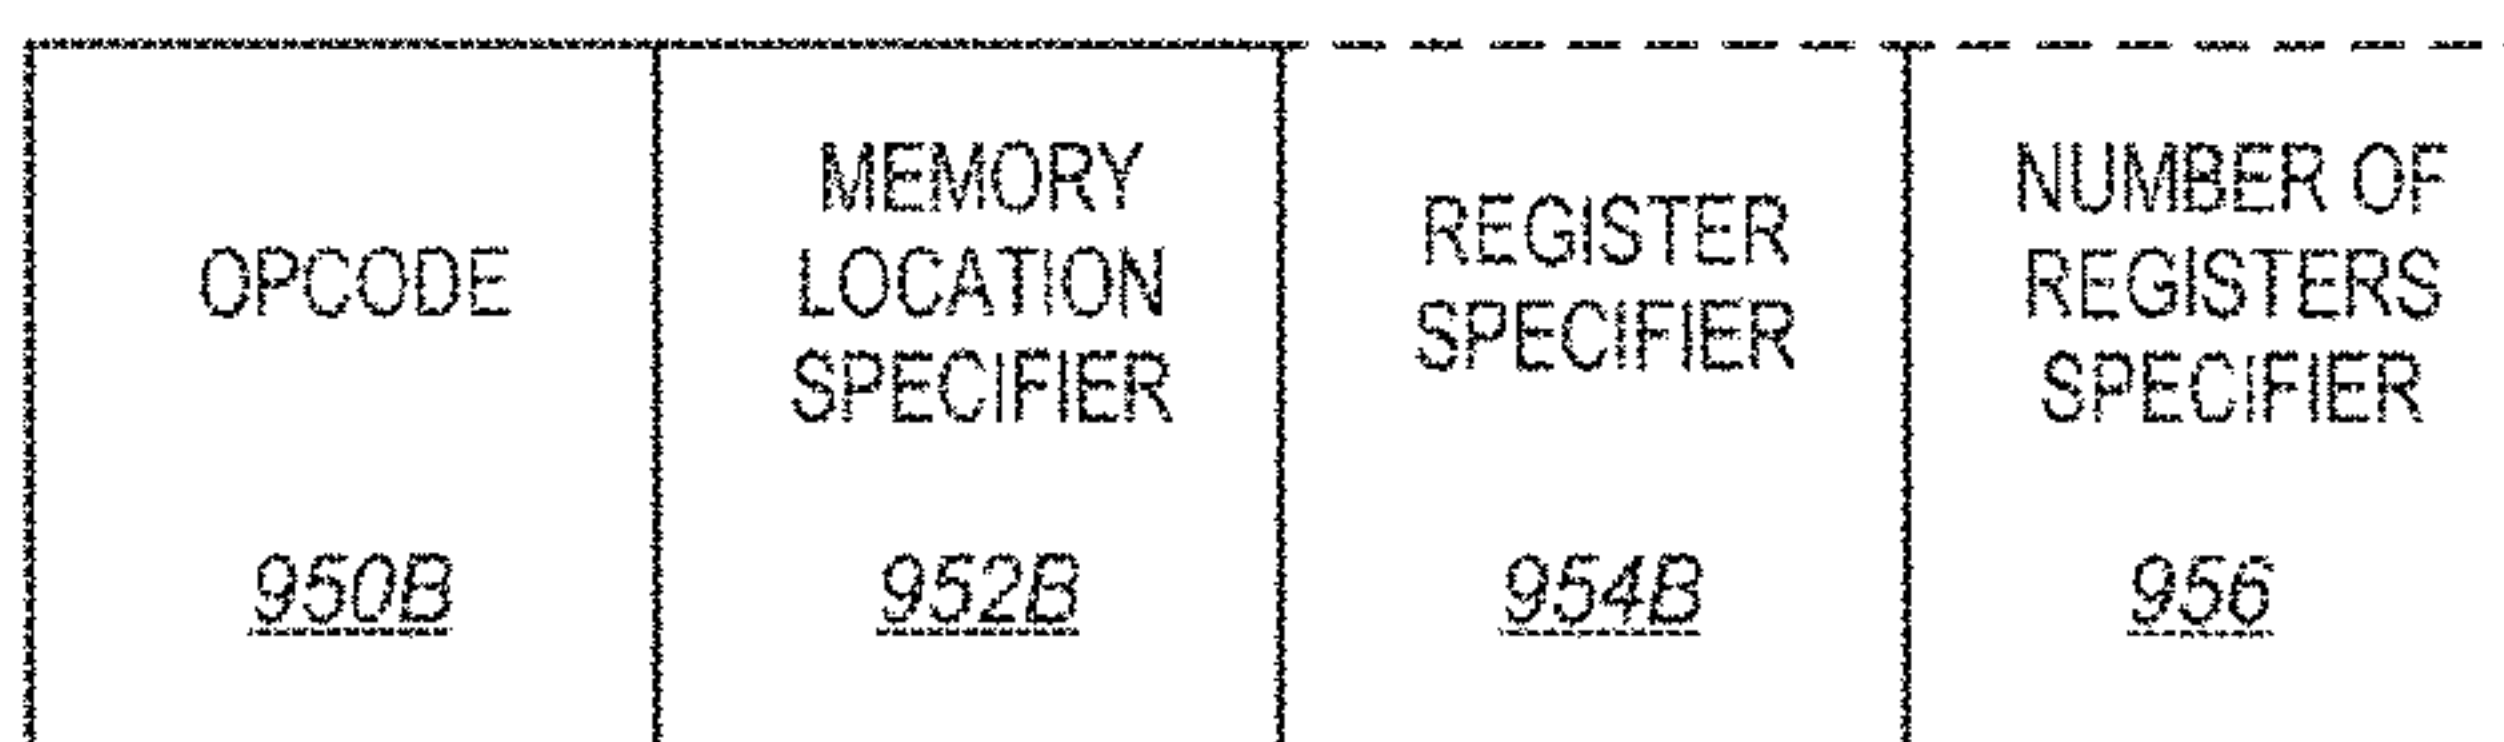 OPCODE
950B
MEMORY
LOCATION
SPECIFIER
952B
REGISTER
SPECIFIER
954B
NUMBER OF
REGISTERS
SPECIFIER
956